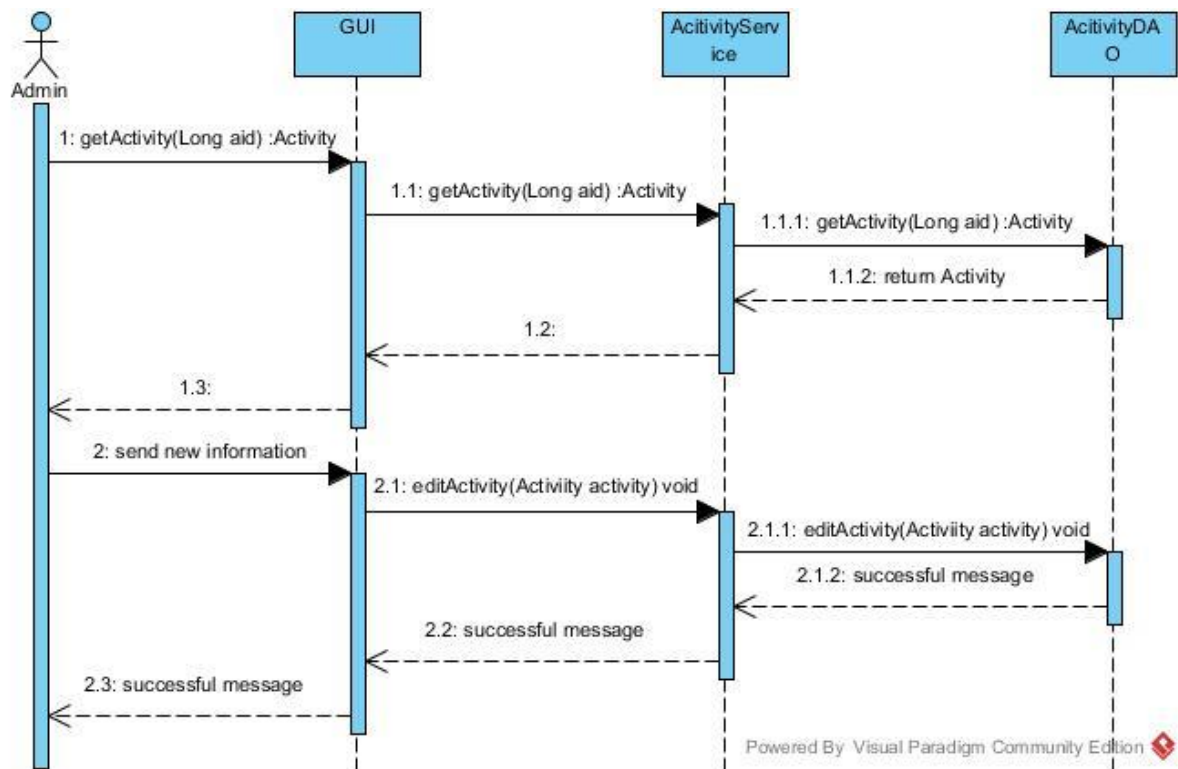 GUI
AcitivityServ
ice
AcitivityDA
O
Admin
1: getActivity(Long aid) :Activity
1.1: getActivity(Long aid) :Activity
1.1.1: getActivity(Long aid) :Activity
1.1.2: return Activity
1.2:
1.3:
2: send new information
2.1: editActivity(Activiity activity) void
2.1.1: editActivity(Activiity activity) void
2.1.2: successful message
2.2: successful message
2.3: successful message
Powered By Visual Paradigm Community Edition